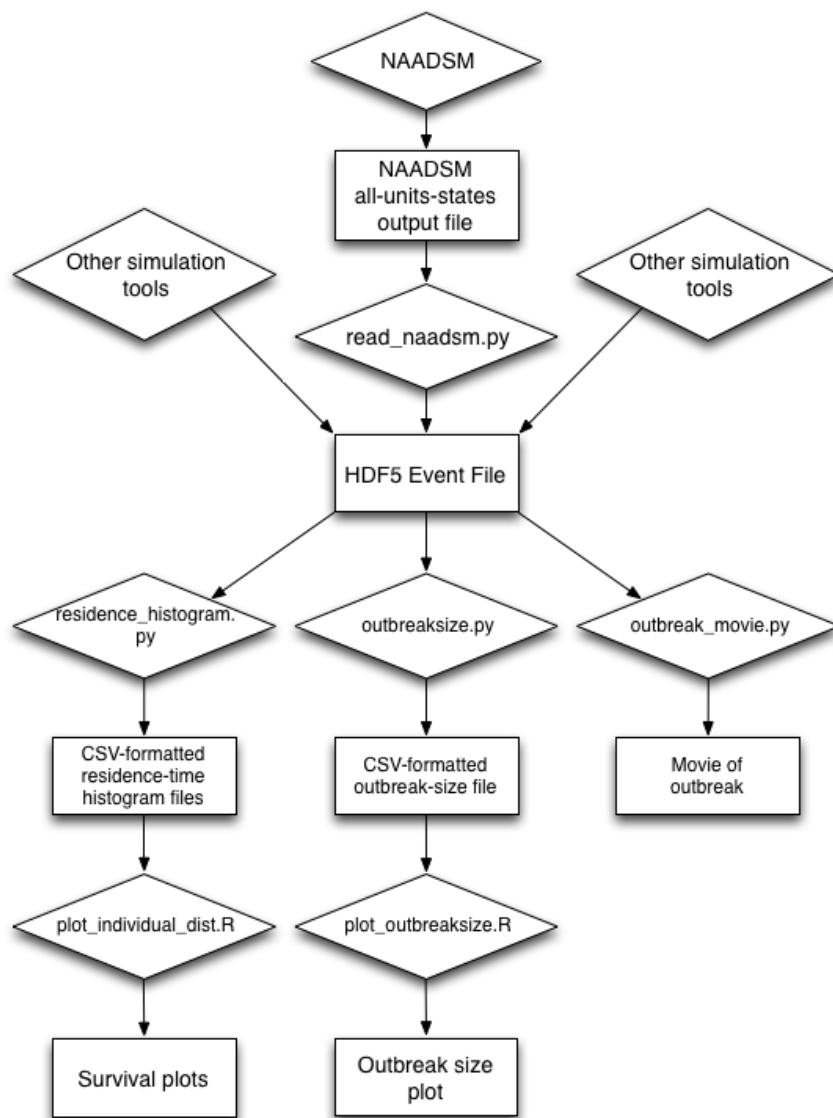 NAADSM
NAADSM
all-units-states
output file
Other simulation
tools
Other simulation
tools
read_naadsm.py
HDF5 Event File
residence_histogram.
py
outbreaksize.py
outbreak_movie.py
CSV-formatted
residence-time
histogram files
CSV-formatted
outbreak-size file
Movie of
outbreak
plot_individual_dist.R
plot_outbreaksize.R
Survival plots
Outbreak size
plot